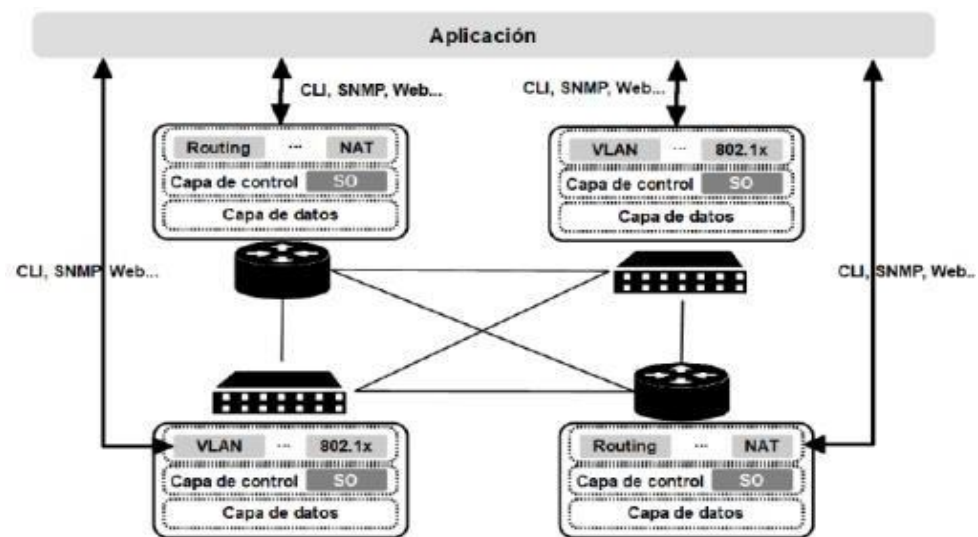 Aplicación
CLI, SNMP, Web...
CLI, SNMP, Web...
Routing ... NAT
Capa de control SO
Capa de datos
VLAN ... 802.1x
Capa de control SO
Capa de datos
CLI, SNMP, Web...
CLI, SNMP, Web..
VLAN ... 802.1x
Capa de control SO
Capa de datos
Routing ... NAT
Capa de control SO
Capa de datos